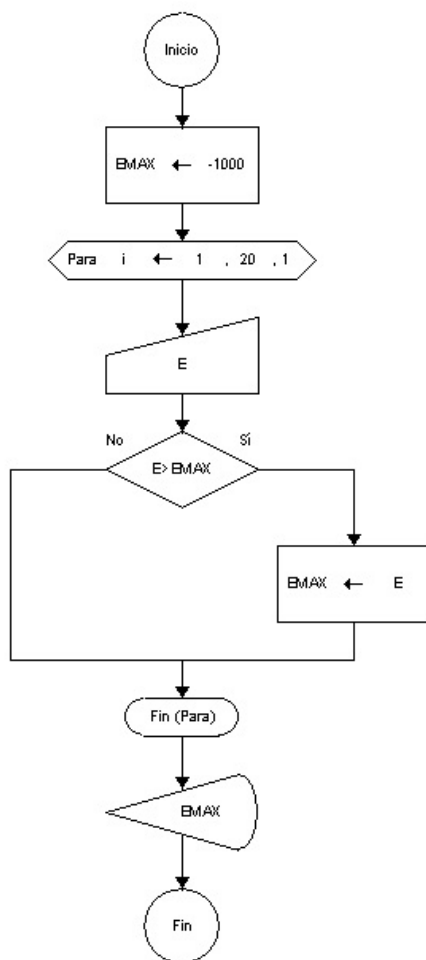 Inicio
EMAX ← -1000
Para i ← 1 , 20 , 1
E
No Sí
E>EMAX
EMAX ← E
Fin (Para)
EMAX
Fin